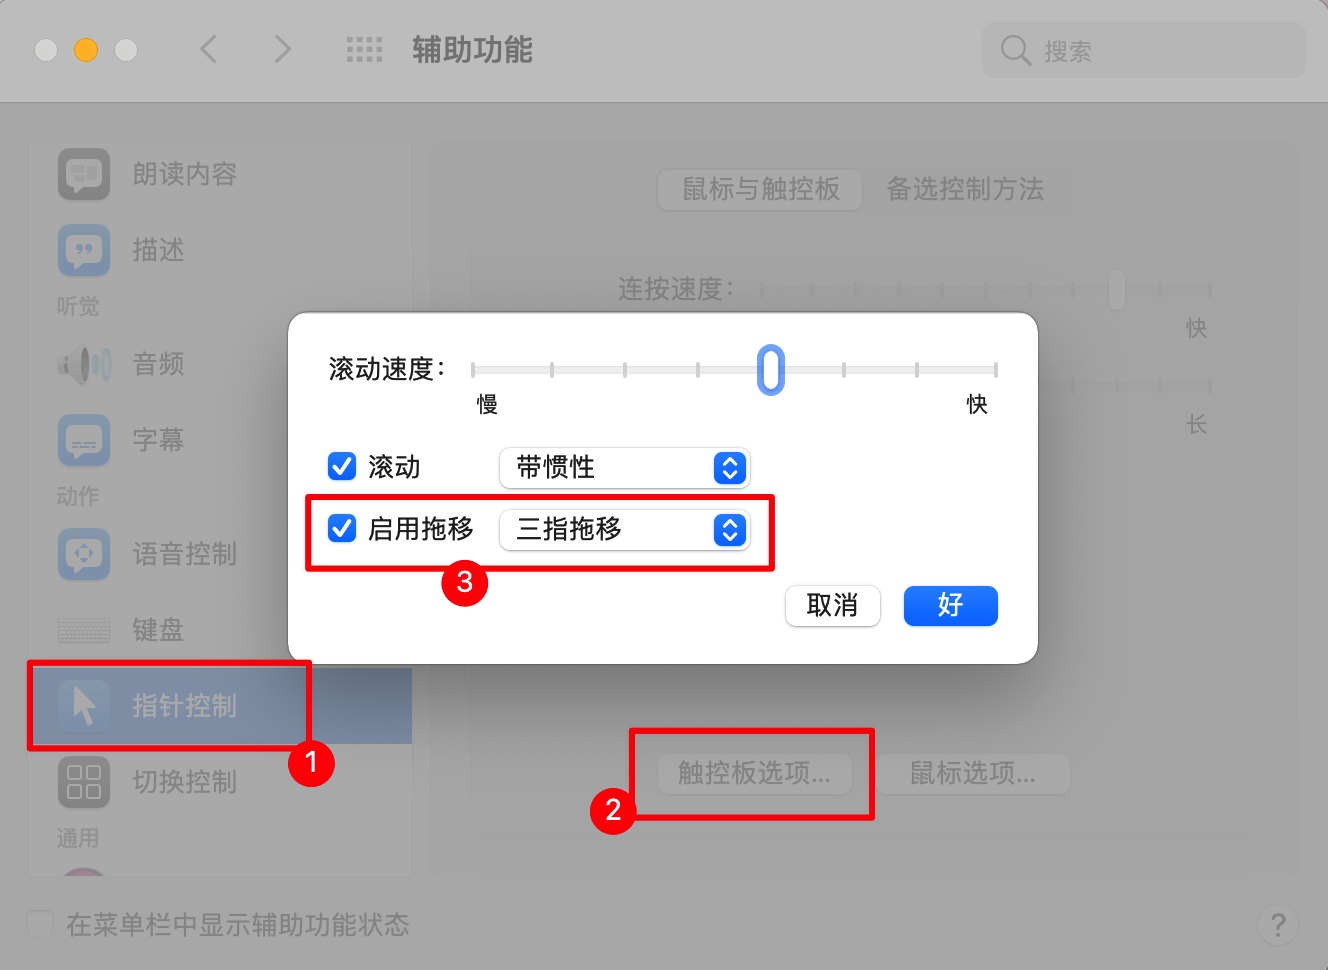 辅助功能
搜索
朗读内容
描述
听觉
音频
字幕
动作
语音控制
键盘
指针控制
1
切换控制
通用
鼠标与触控板
备选控制方法
连按速度：
快
长
滚动速度：
慢
快
滚动
带惯性
启用拖移
三指拖移
3
取消
好
触控板选项...
鼠标选项...
2
在菜单栏中显示辅助功能状态
?